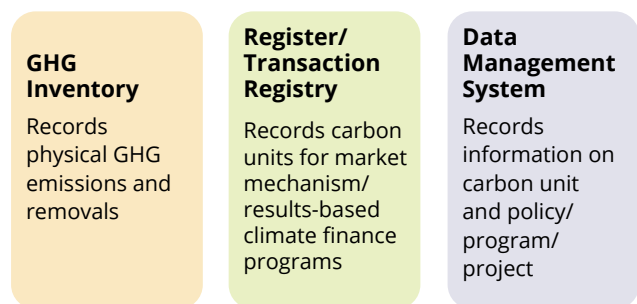 GHG
Inventory
Records
physical GHG
emissions and
removals
Register/
Transaction
Registry
Records carbon
units for market
mechanism/
results-based
climate finance
programs
Data
Management
System
Records
information on
carbon unit
and policy/
program/
project